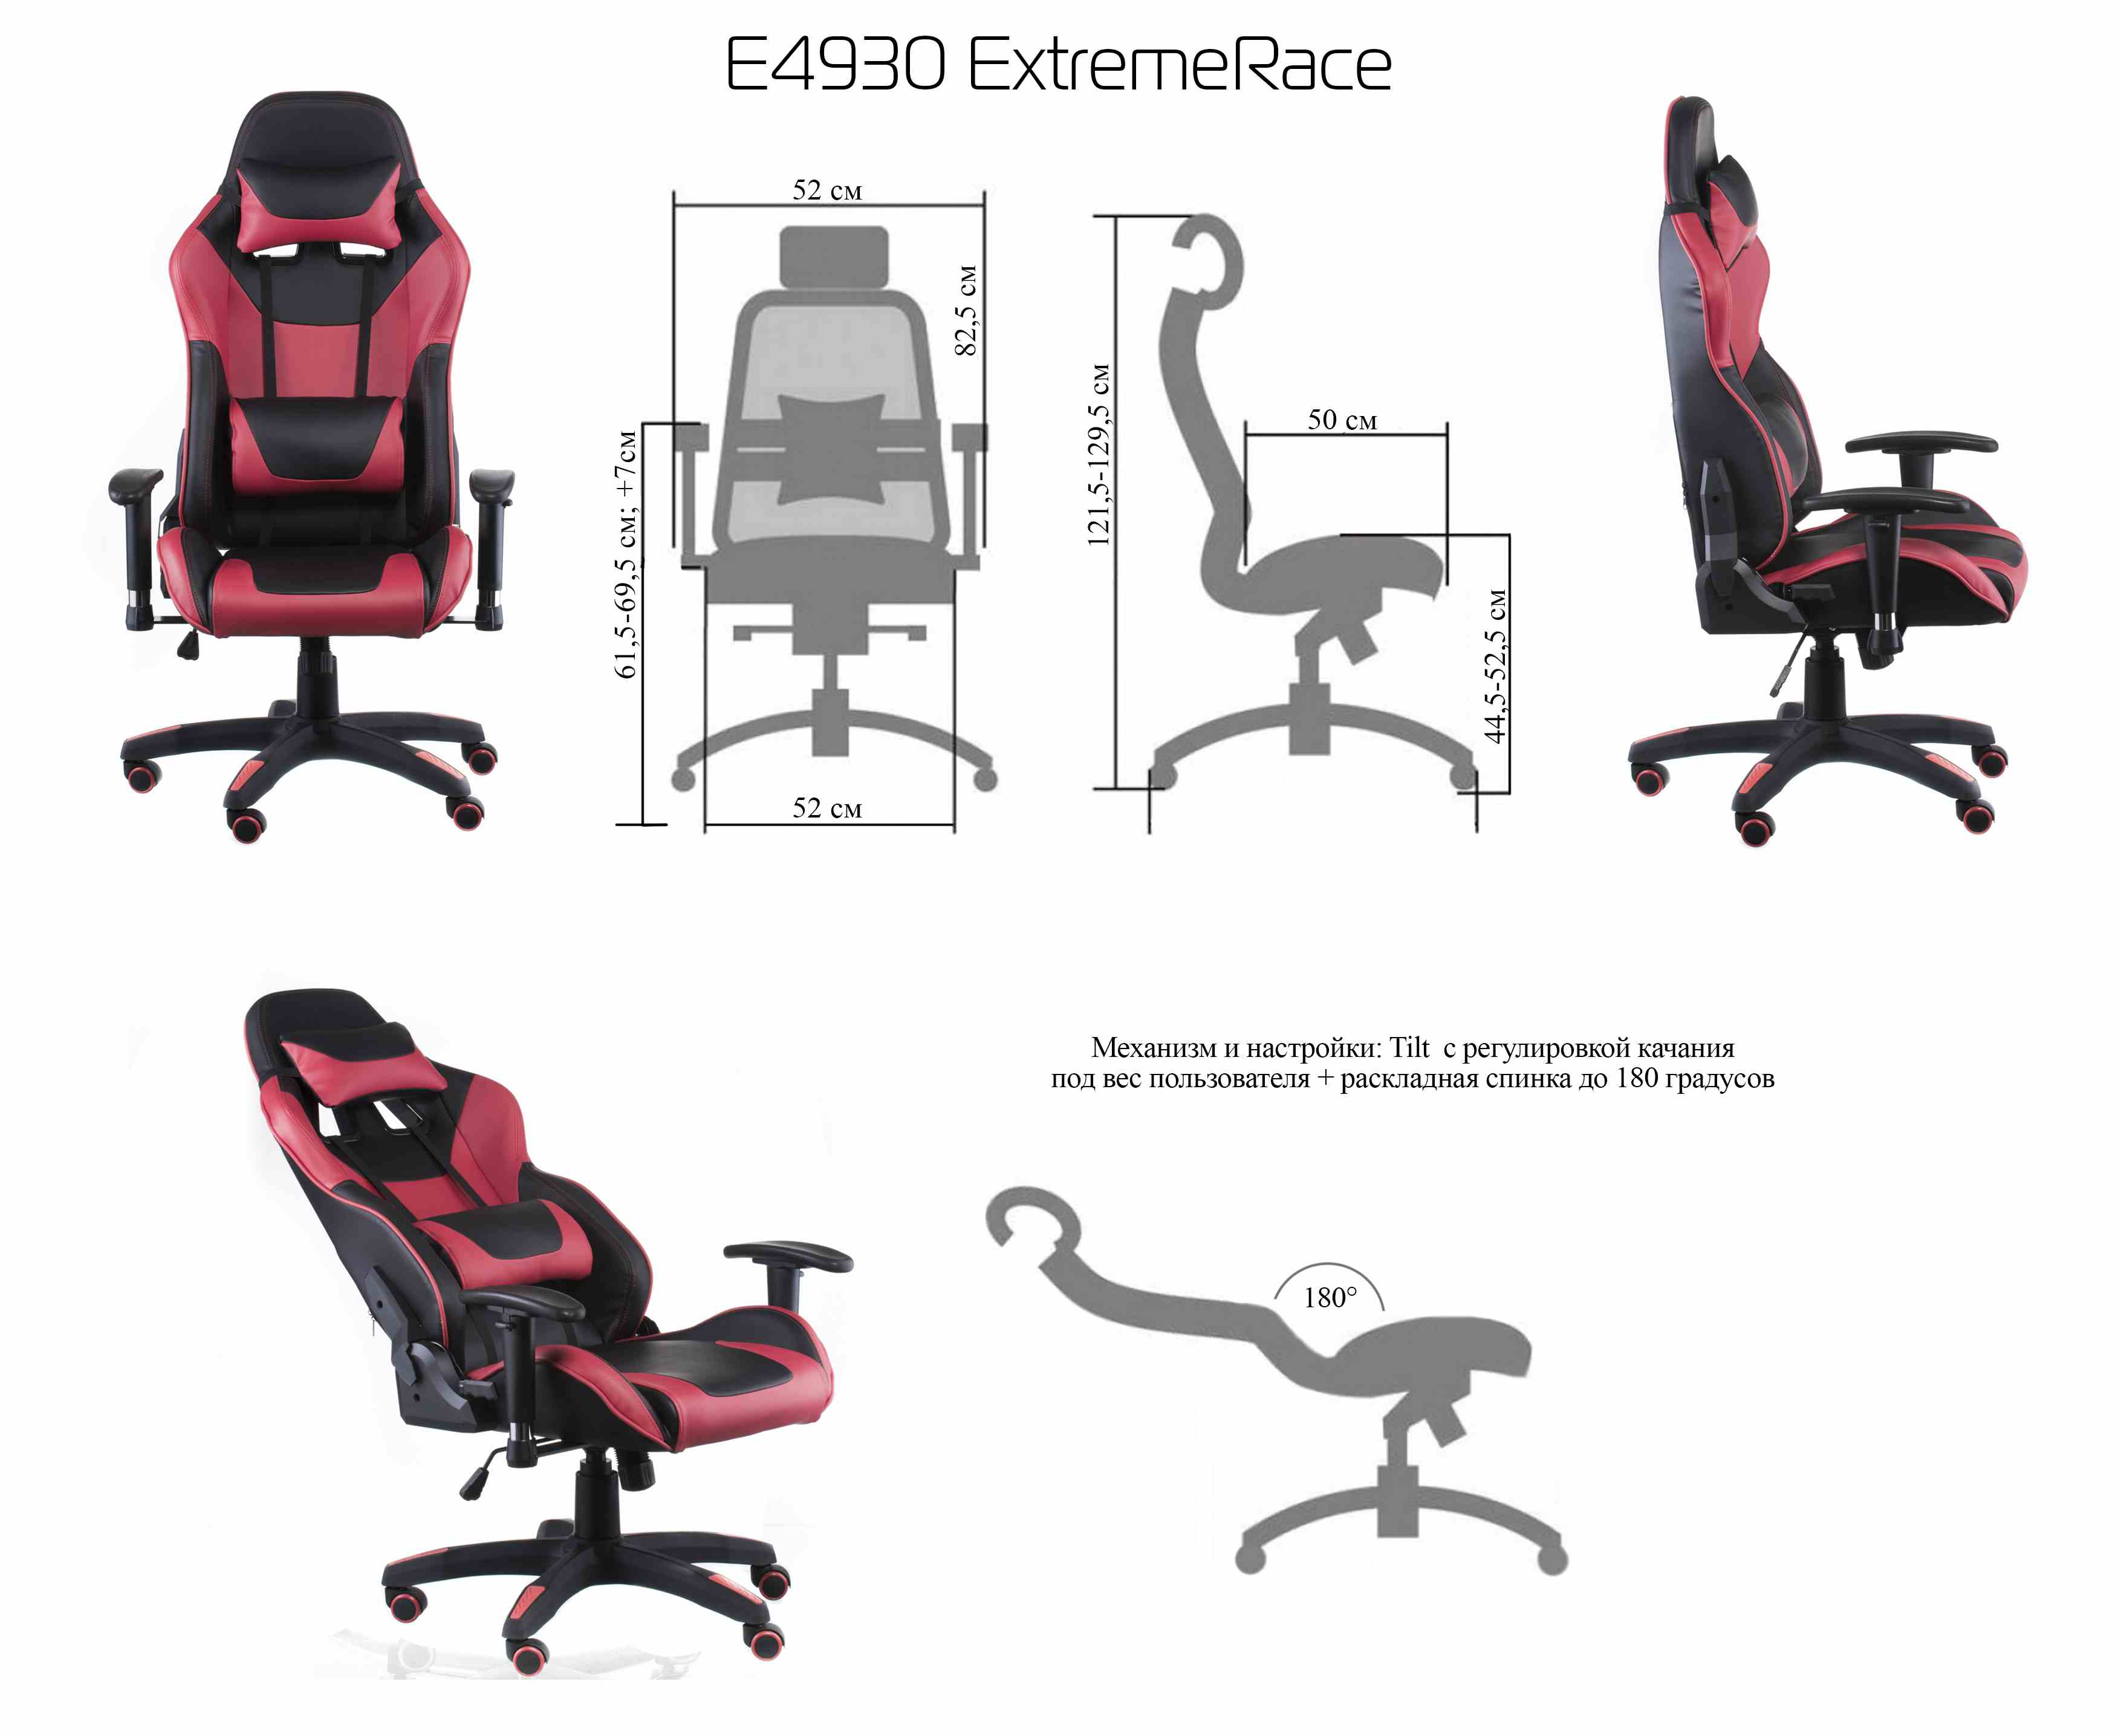 E4930 ExtremeRace
52 см
82,5 см
61,5-69,5 см; +7см
52 см
121,5-129,5 см
50 см
44,5-52,5 см
Механизм и настройки: Tilt с регулировкой качания
под вес пользователя + раскладная спинка до 180 градусов
180°